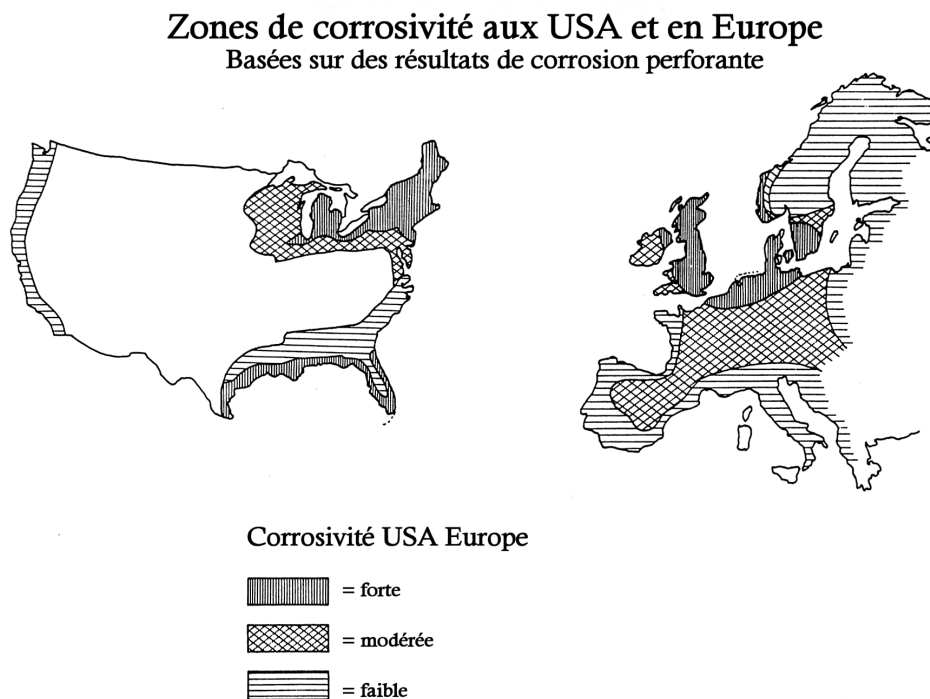 Zones de corrosivité aux USA et en Europe
Basées sur des résultats de corrosion perforante
Corrosivité USA Europe
= forte
= modérée
= faible